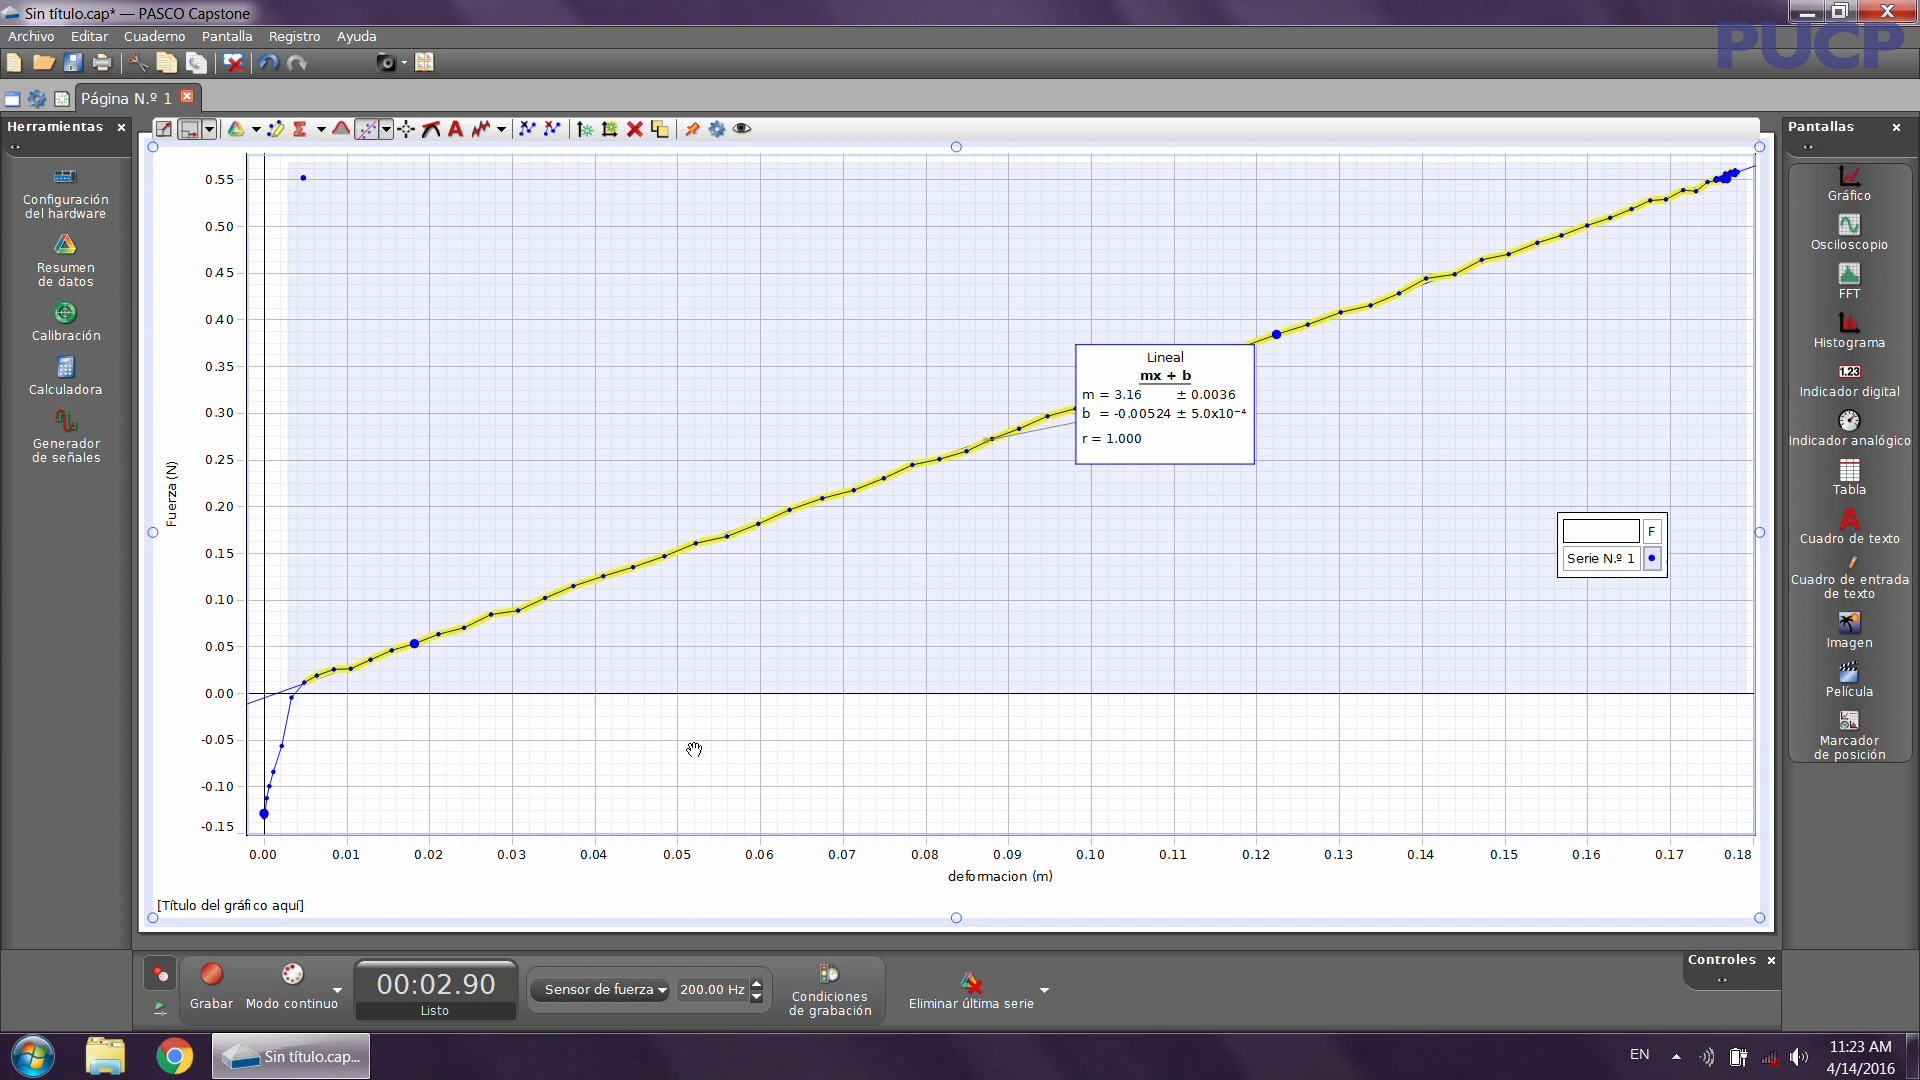 Sin título.cap* — PASCO Capstone
PUCP
Archivo Editar Cuaderno Pantalla Registro Ayuda
Página N.º 1
Herramientas
Configuración
del hardware
Resumen
de datos
Calibración
Calculadora
Generador
de señales
Fuerza (N)
0.55
0.50
0.45
0.40
0.35
0.30
0.25
0.20
0.15
0.10
0.05
0.00
-0.05
-0.10
-0.15
Lineal
mx + b
m = 3.16 ± 0.0036
b = -0.00524 ± 5.0x10⁻⁴
r = 1.000
F
Serie N.º 1
0.00 0.01 0.02 0.03 0.04 0.05 0.06 0.07 0.08 0.09 0.10 0.11 0.12 0.13 0.14 0.15 0.16 0.17 0.18
deformacion (m)
[Título del gráfico aquí]
Pantallas
Gráfico
Osciloscopio
FFT
Histograma
1.23
Indicador digital
Indicador analógico
Tabla
Cuadro de texto
Cuadro de entrada
de texto
Imagen
Película
Marcador
de posición
Grabar
Modo continuo
00:02.90
Listo
Sensor de fuerza
200.00 Hz
Condiciones
de grabación
Eliminar última serie
Controles
Sin título.cap...
EN
11:23 AM
4/14/2016